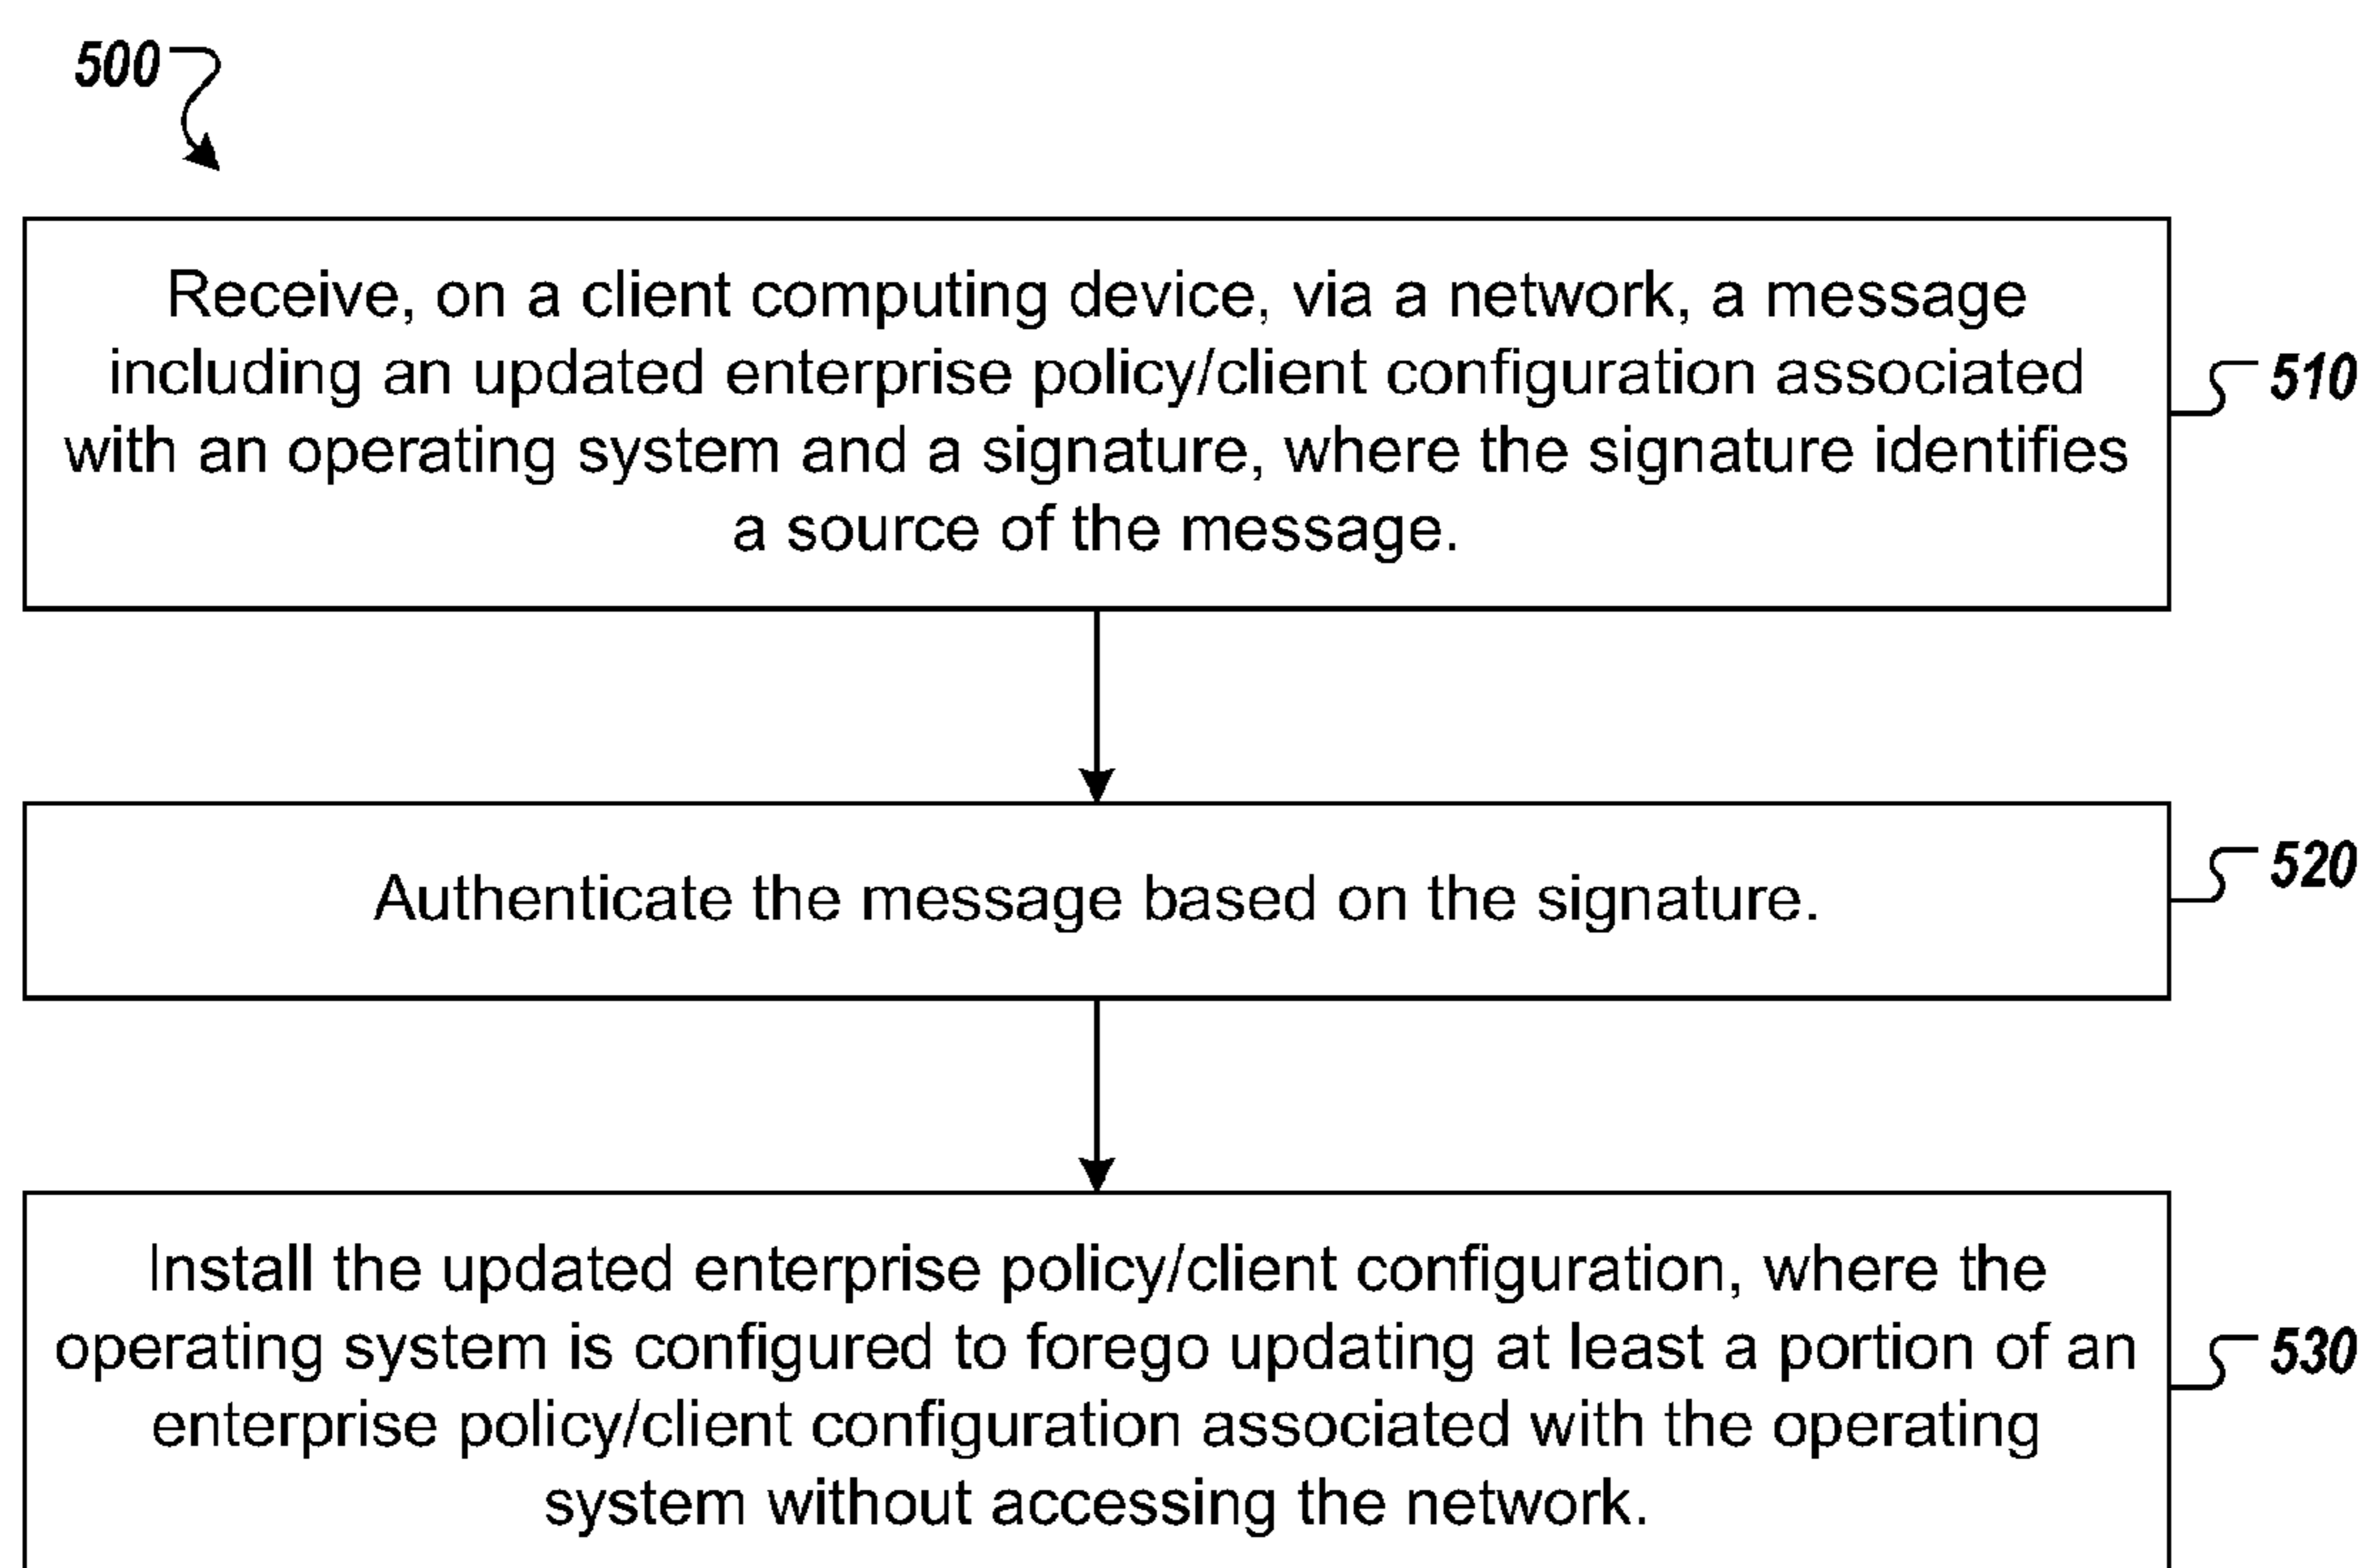 500
Receive, on a client computing device, via a network, a message
including an updated enterprise policy/client configuration associated
with an operating system and a signature, where the signature identifies
a source of the message.
510
Authenticate the message based on the signature.
520
Install the updated enterprise policy/client configuration, where the
operating system is configured to forego updating at least a portion of an
enterprise policy/client configuration associated with the operating
system without accessing the network.
530